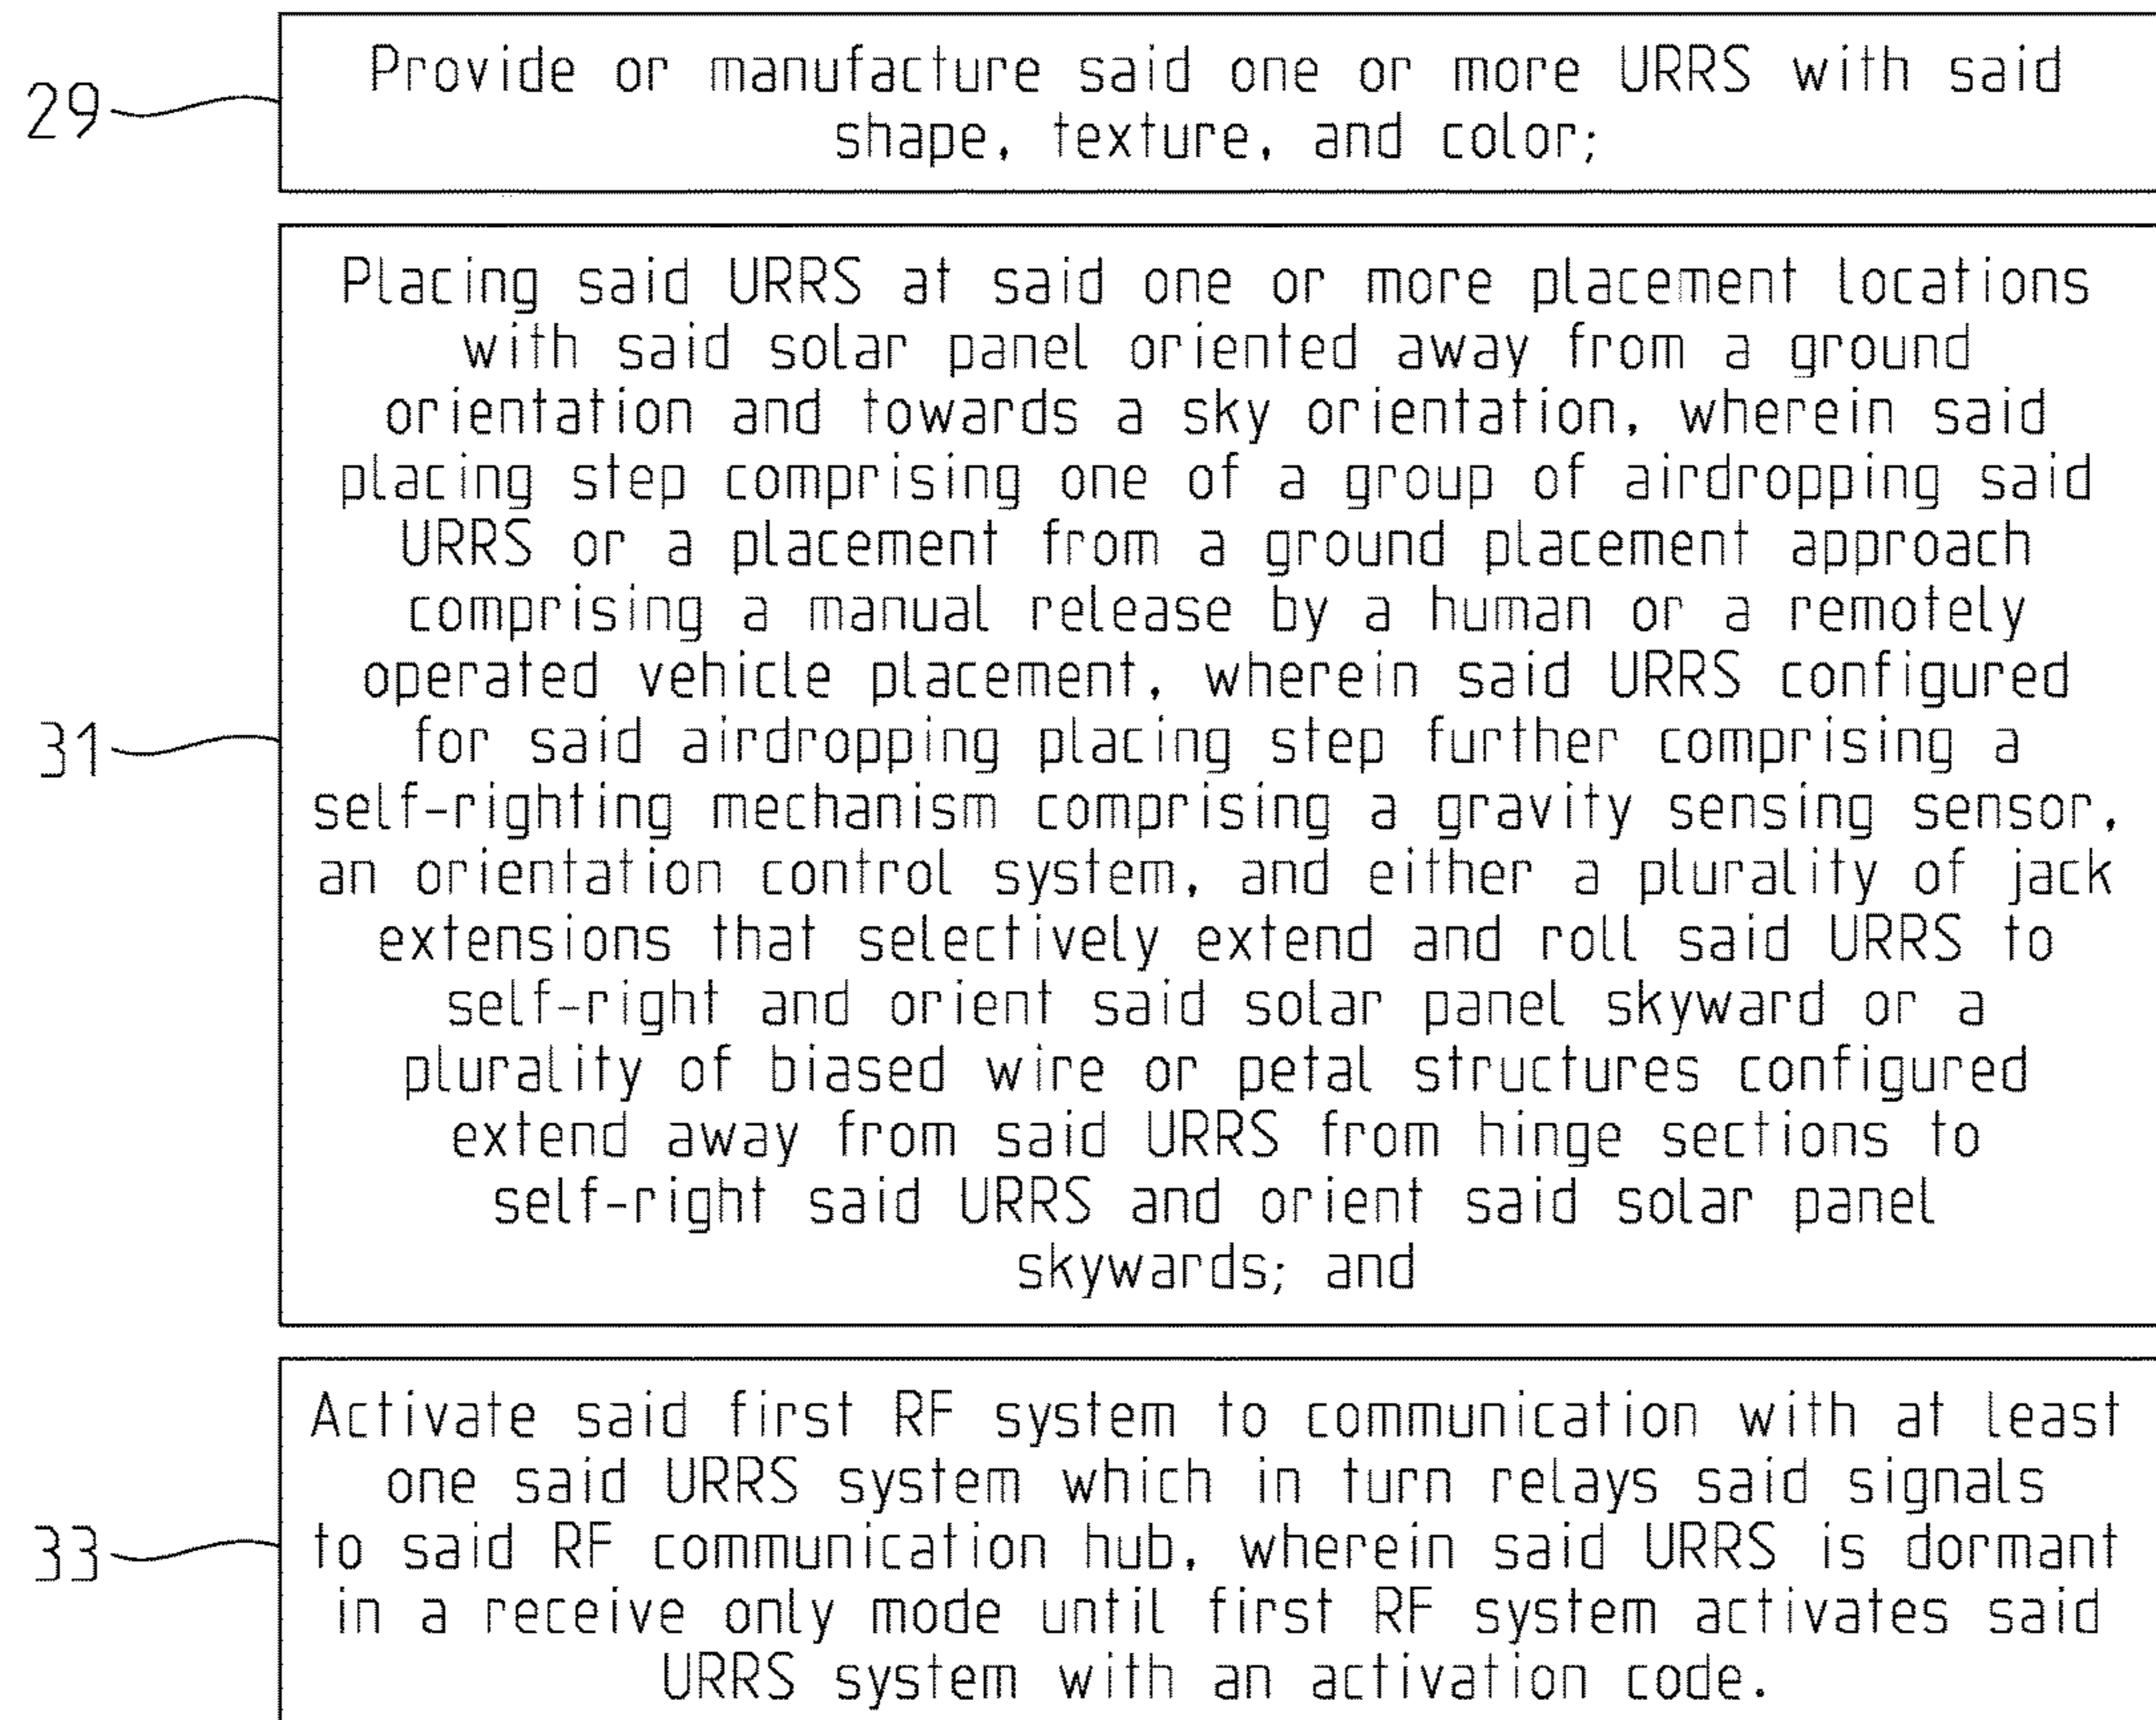 29
Provide or manufacture said one or more URRS with said
shape, texture, and color;
31
Placing said URRS at said one or more placement locations
with said solar panel oriented away from a ground
orientation and towards a sky orientation, wherein said
placing step comprising one of a group of airdropping said
URRS or a placement from a ground placement approach
comprising a manual release by a human or a remotely
operated vehicle placement, wherein said URRS configured
for said airdropping placing step further comprising a
self-righting mechanism comprising a gravity sensing sensor,
an orientation control system, and either a plurality of jack
extensions that selectively extend and roll said URRS to
self-right and orient said solar panel skyward or a
plurality of biased wire or petal structures configured
extend away from said URRS from hinge sections to
self-right said URRS and orient said solar panel
skywards; and
33
Activate said first RF system to communication with at least
one said URRS system which in turn relays said signals
to said RF communication hub, wherein said URRS is dormant
in a receive only mode until first RF system activates said
URRS system with an activation code.